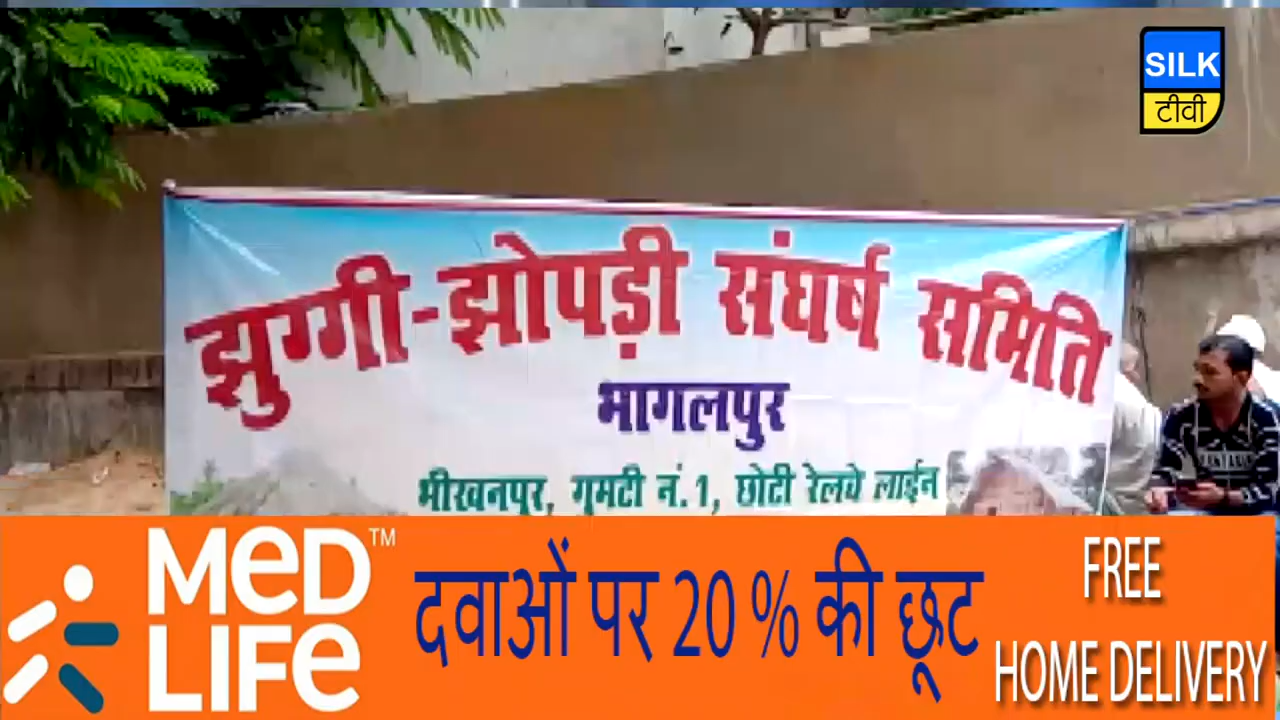 SILK
टीवी
झुग्गी-झोपड़ी संघर्ष समिति
भागलपुर
भीखनपुर, गुमटी नं.1, छोटी रेलवे लाईन
MeD LIFe™
दवाओं पर 20 % की छूट
FREE
HOME DELIVERY